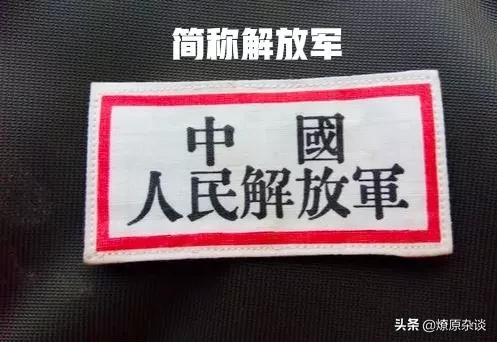 简称解放军
中國
人民解放軍
头条 @燎原杂谈